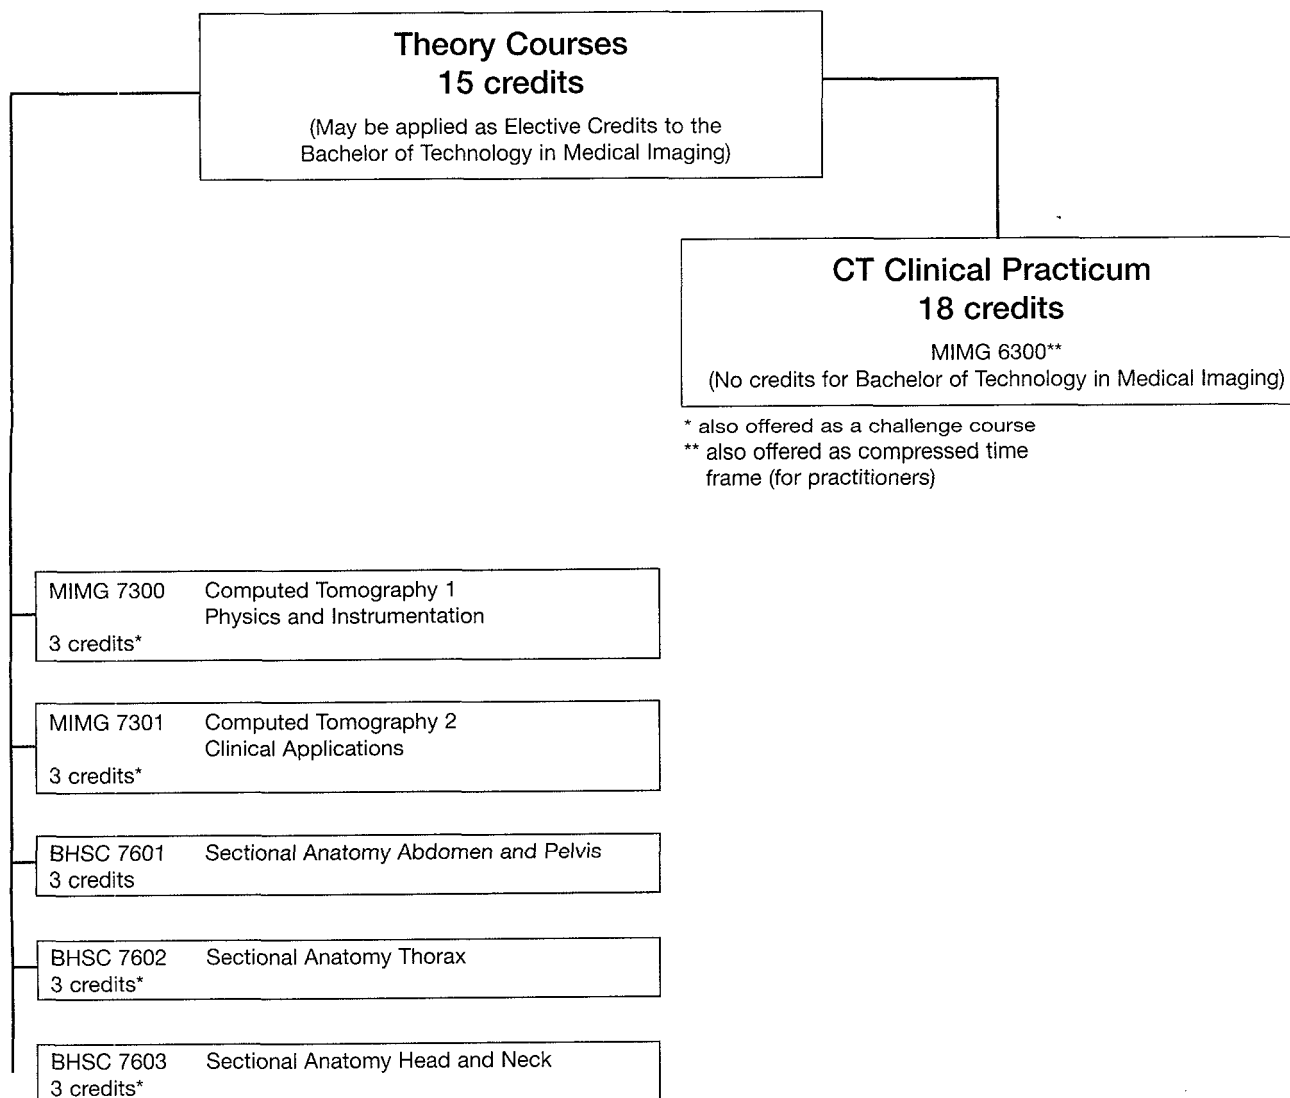 Theory Courses
15 credits
(May be applied as Elective Credits to the
Bachelor of Technology in Medical Imaging)
CT Clinical Practicum
18 credits
MIMG 6300**
(No credits for Bachelor of Technology in Medical Imaging)
* also offered as a challenge course
** also offered as compressed time
frame (for practitioners)
MIMG 7300 Computed Tomography 1
Physics and Instrumentation
3 credits*
MIMG 7301 Computed Tomography 2
Clinical Applications
3 credits*
BHSC 7601 Sectional Anatomy Abdomen and Pelvis
3 credits
BHSC 7602 Sectional Anatomy Thorax
3 credits*
BHSC 7603 Sectional Anatomy Head and Neck
3 credits*